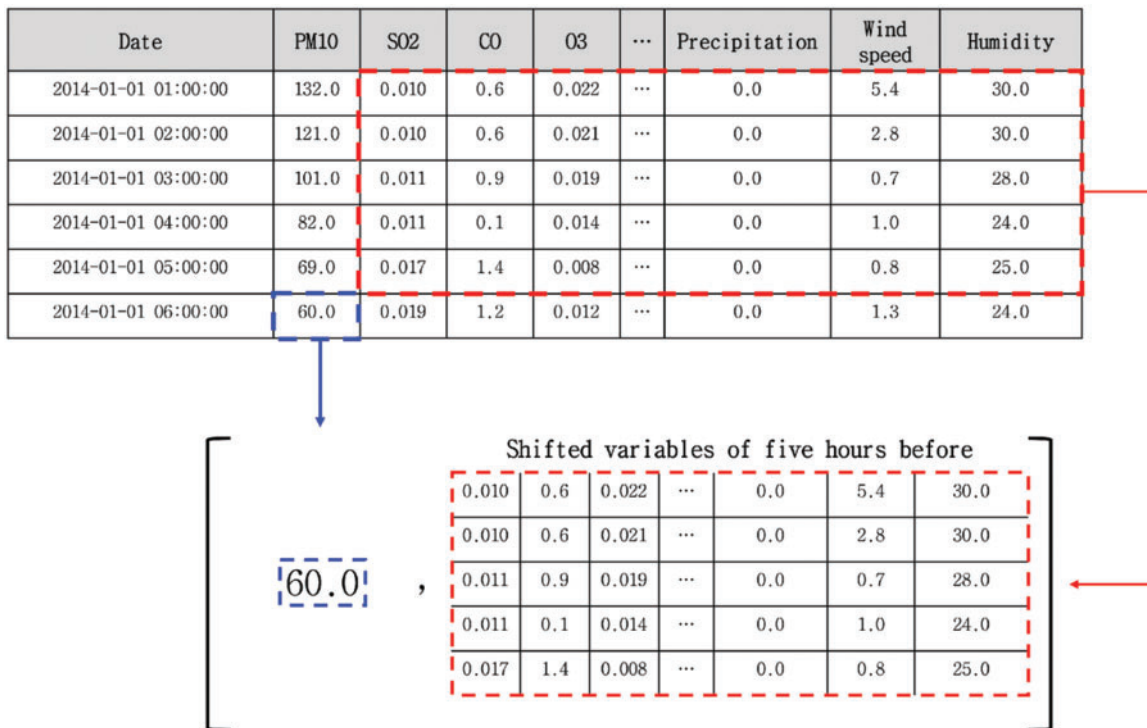 Date PM10 SO2 CO O3 ⋯ Precipitation Wind speed Humidity
2014-01-01 01:00:00 132.0 0.010 0.6 0.022 ⋯ 0.0 5.4 30.0
2014-01-01 02:00:00 121.0 0.010 0.6 0.021 ⋯ 0.0 2.8 30.0
2014-01-01 03:00:00 101.0 0.011 0.9 0.019 ⋯ 0.0 0.7 28.0
2014-01-01 04:00:00 82.0 0.011 0.1 0.014 ⋯ 0.0 1.0 24.0
2014-01-01 05:00:00 69.0 0.017 1.4 0.008 ⋯ 0.0 0.8 25.0
2014-01-01 06:00:00 60.0 0.019 1.2 0.012 ⋯ 0.0 1.3 24.0
Shifted variables of five hours before
0.010 0.6 0.022 ⋯ 0.0 5.4 30.0
0.010 0.6 0.021 ⋯ 0.0 2.8 30.0
60.0 , 0.011 0.9 0.019 ⋯ 0.0 0.7 28.0
0.011 0.1 0.014 ⋯ 0.0 1.0 24.0
0.017 1.4 0.008 ⋯ 0.0 0.8 25.0